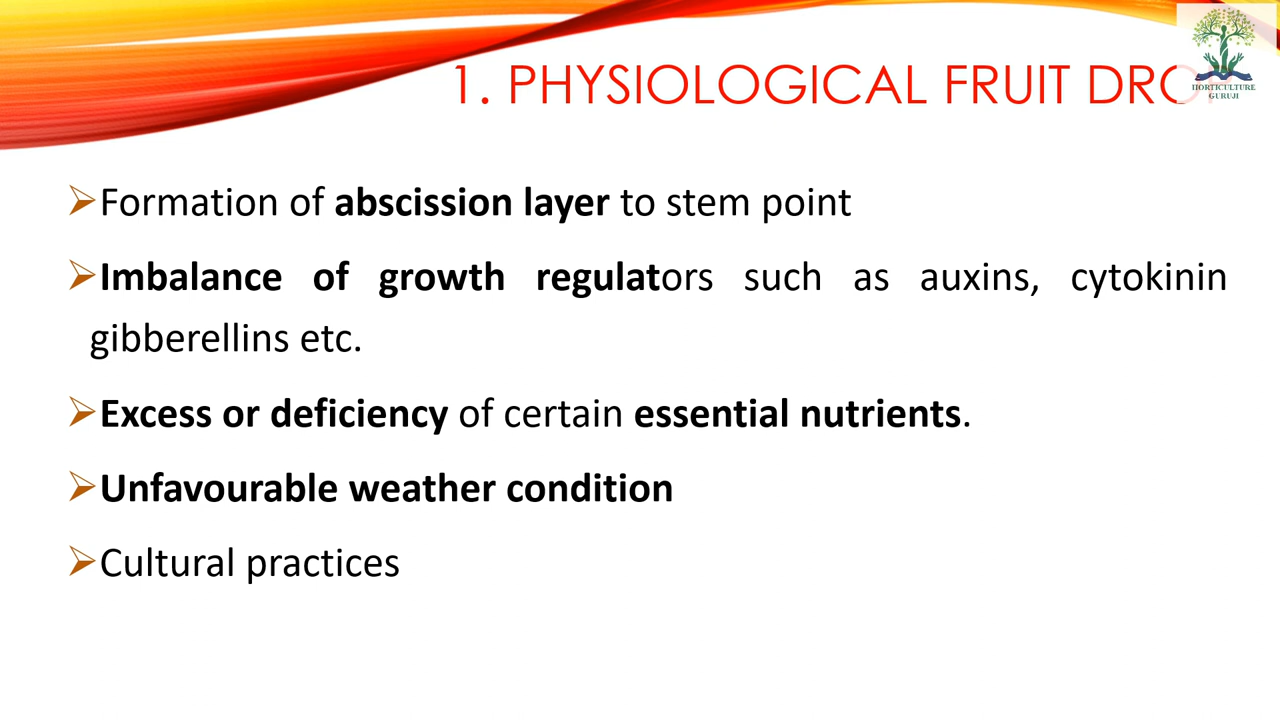 1. PHYSIOLOGICAL FRUIT DRO
HORTICULTURE
GURUJI
➢Formation of abscission layer to stem point
➢Imbalance of growth regulators such as auxins, cytokinin
gibberellins etc.
➢Excess or deficiency of certain essential nutrients.
➢Unfavourable weather condition
➢Cultural practices